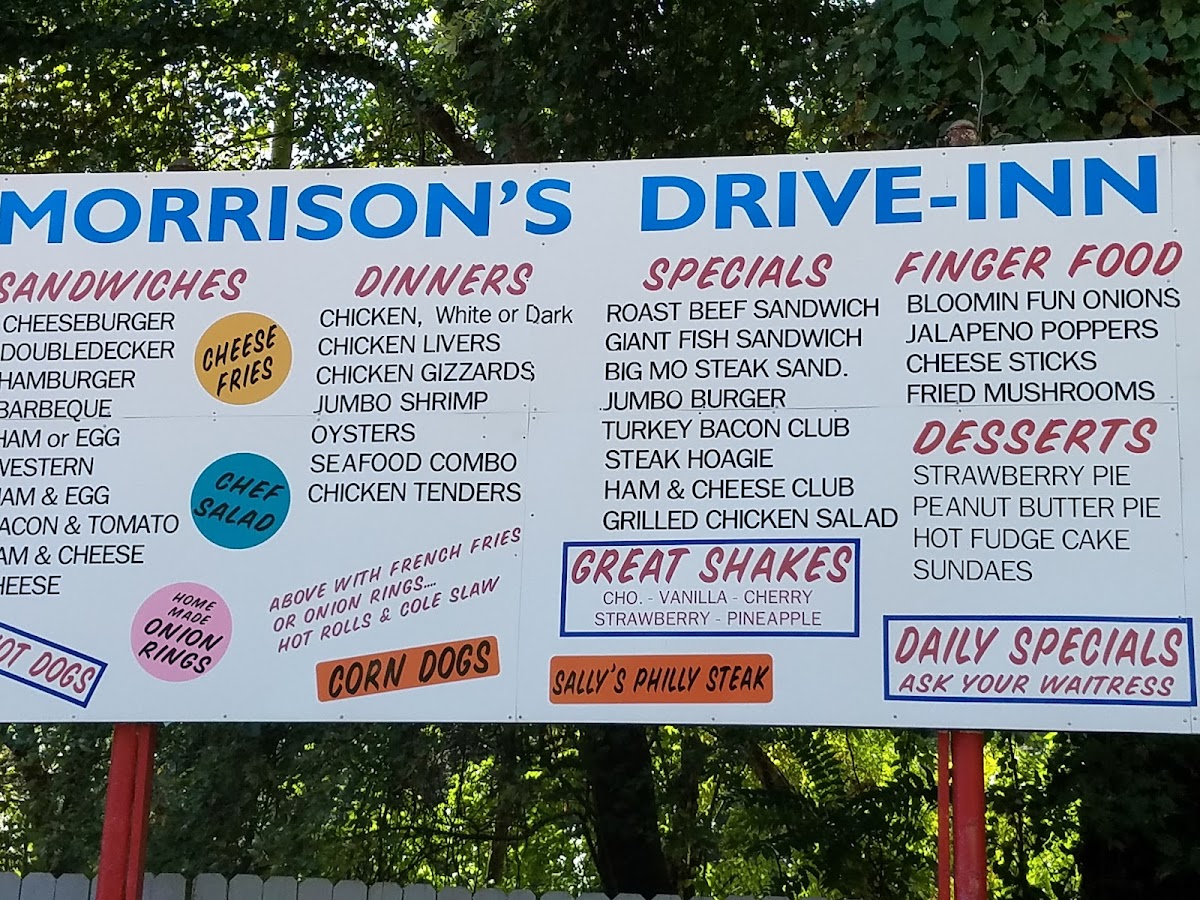 MORRISON'S DRIVE-INN
SANDWICHES
CHEESEBURGER
DOUBLEDECKER
HAMBURGER
BARBEQUE
HAM or EGG
WESTERN
HAM & EGG
BACON & TOMATO
HAM & CHEESE
CHEESE
HOT DOGS
CHEESE
FRIES
CHEF
SALAD
HOME
MADE
ONION
RINGS
DINNERS
CHICKEN, White or Dark
CHICKEN LIVERS
CHICKEN GIZZARDS
JUMBO SHRIMP
OYSTERS
SEAFOOD COMBO
CHICKEN TENDERS
ABOVE WITH FRENCH FRIES
OR ONION RINGS....
HOT ROLLS & COLE SLAW
CORN DOGS
SPECIALS
ROAST BEEF SANDWICH
GIANT FISH SANDWICH
BIG MO STEAK SAND.
JUMBO BURGER
TURKEY BACON CLUB
STEAK HOAGIE
HAM & CHEESE CLUB
GRILLED CHICKEN SALAD
GREAT SHAKES
CHO. - VANILLA - CHERRY
STRAWBERRY - PINEAPPLE
SALLY'S PHILLY STEAK
FINGER FOOD
BLOOMIN FUN ONIONS
JALAPENO POPPERS
CHEESE STICKS
FRIED MUSHROOMS
DESSERTS
STRAWBERRY PIE
PEANUT BUTTER PIE
HOT FUDGE CAKE
SUNDAES
DAILY SPECIALS
ASK YOUR WAITRESS